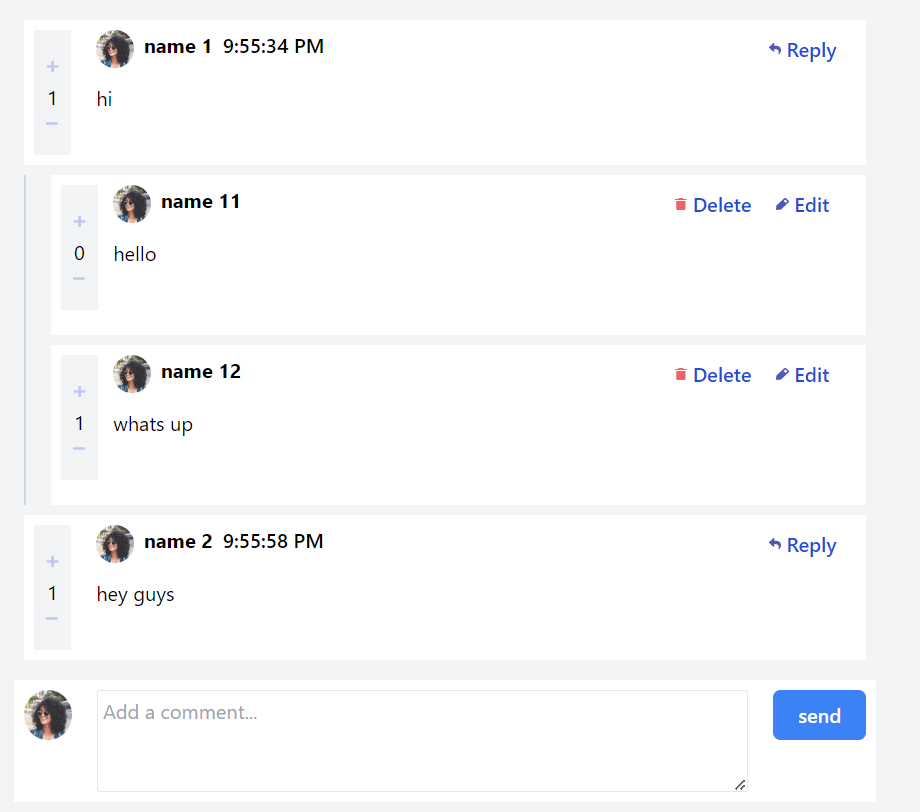 name 1 9:55:34 PM Reply
+
1
hi
−
name 11 Delete Edit
+
0
hello
−
name 12 Delete Edit
+
1
whats up
−
name 2 9:55:58 PM Reply
+
1
hey guys
−
Add a comment...
send